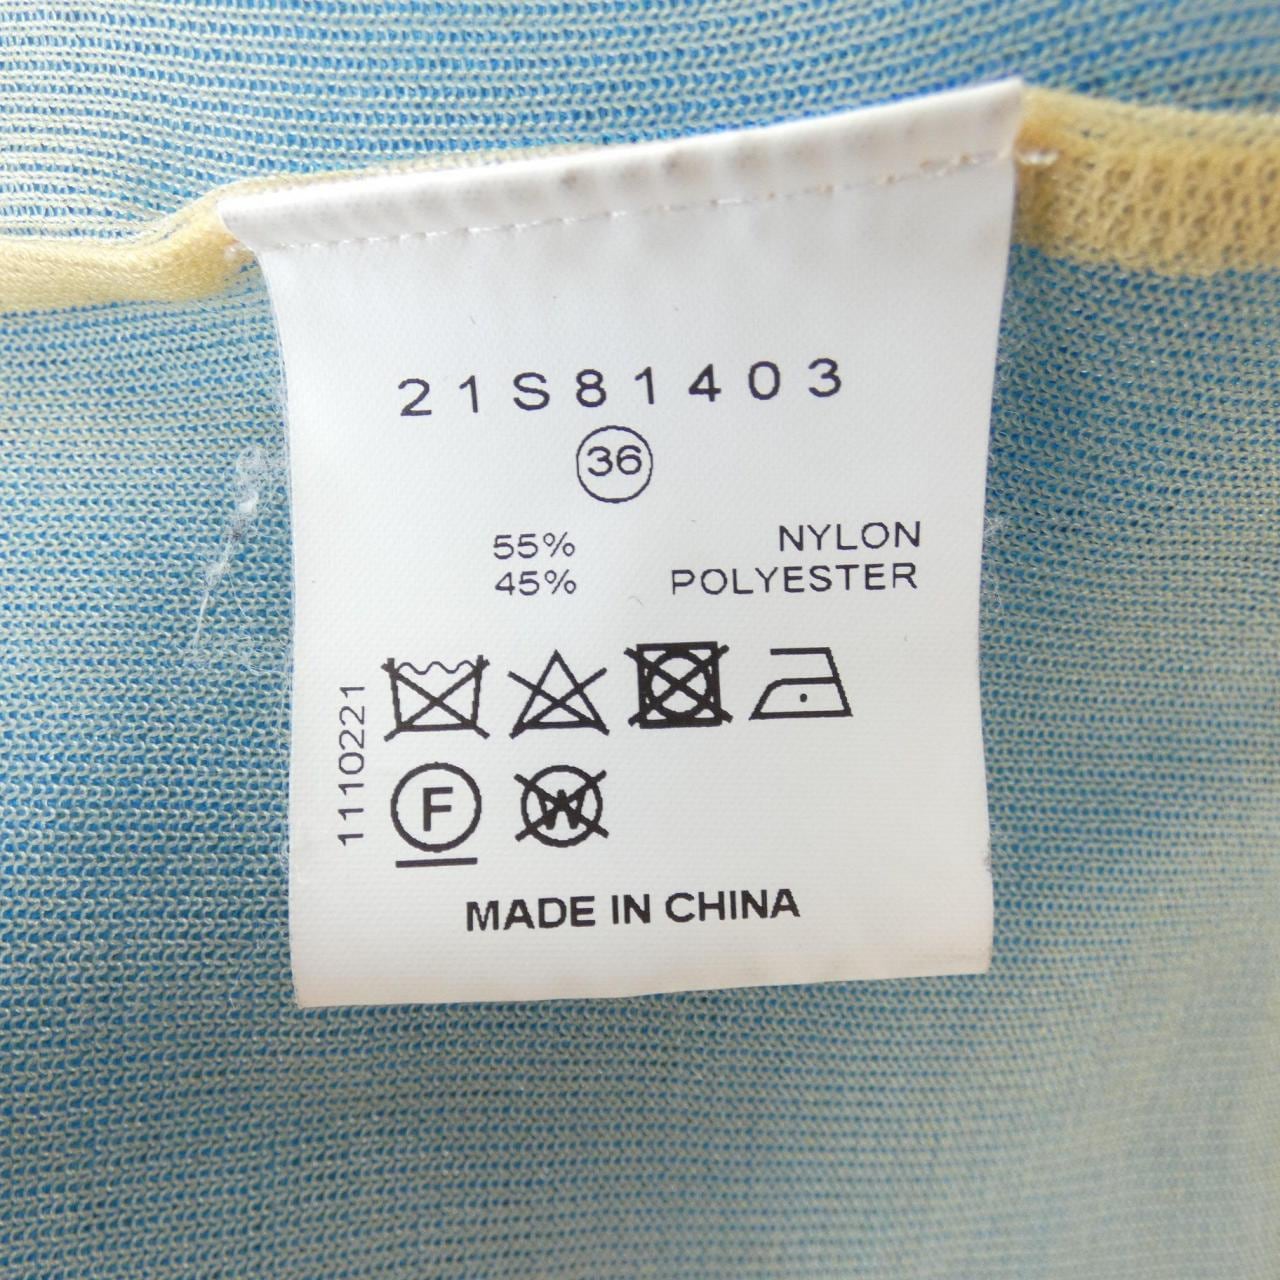 21S81403
36
55% NYLON
45% POLYESTER
1110221
F
W
MADE IN CHINA